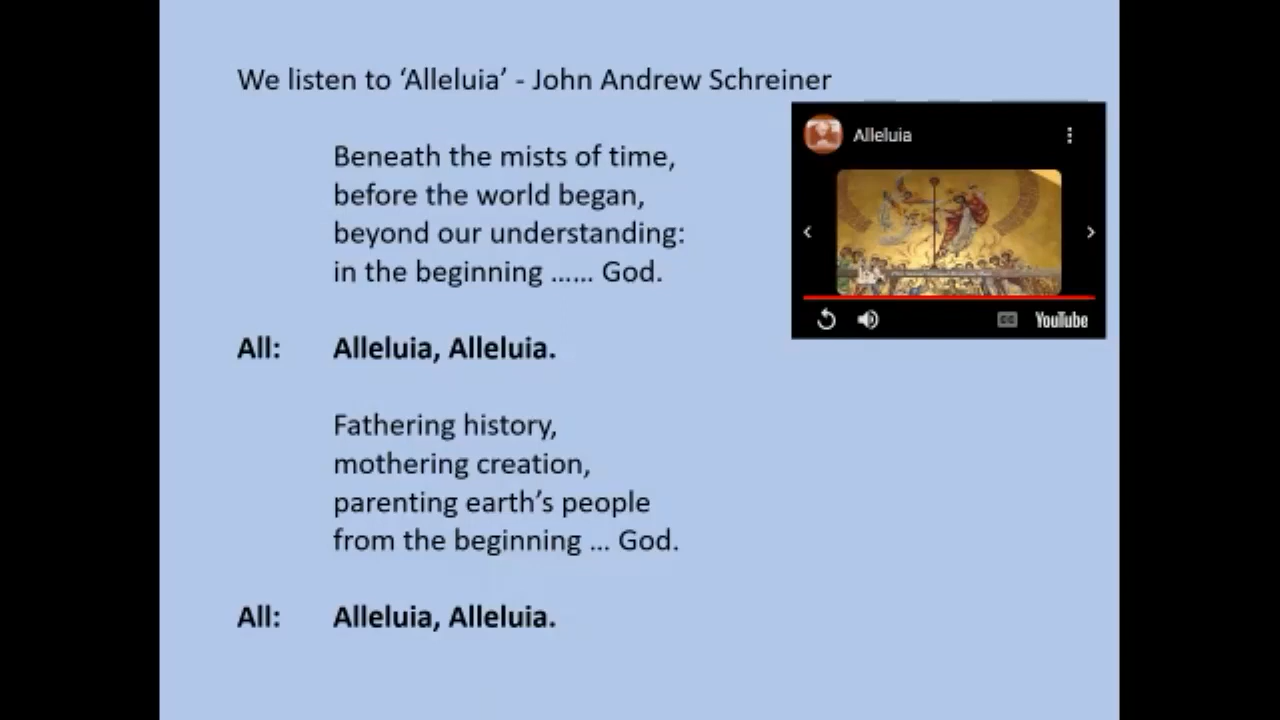 We listen to ‘Alleluia’ - John Andrew Schreiner
Alleluia
Beneath the mists of time,
before the world began,
beyond our understanding:
in the beginning ...... God.
CC
YouTube
All: Alleluia, Alleluia.
Fathering history,
mothering creation,
parenting earth’s people
from the beginning ... God.
All: Alleluia, Alleluia.